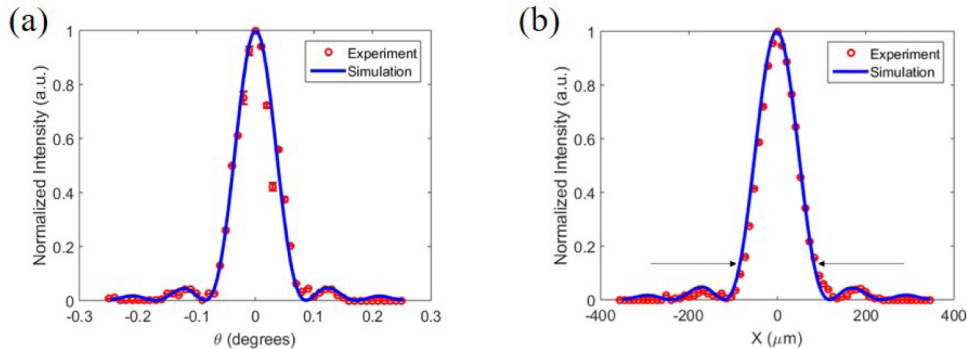 (a)
Normalized Intensity (a.u.)
1
0.8
0.6
0.4
0.2
0
-0.3
-0.2
-0.1
0
0.1
0.2
0.3
θ (degrees)
Experiment
Simulation
(b)
Normalized Intensity (a.u.)
1
0.8
0.6
0.4
0.2
0
-400
-200
0
200
400
X (μm)
Experiment
Simulation